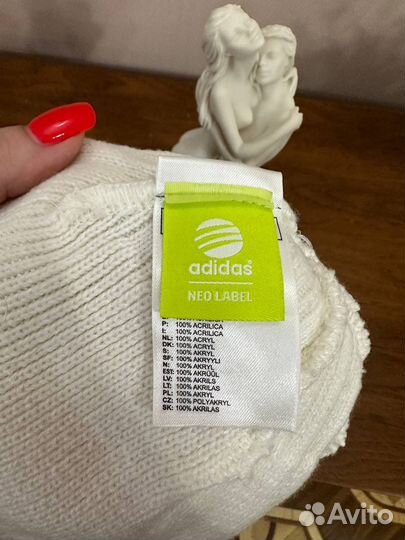 adidas
NEO LABEL
P: 100% ACRILICA
I: 100% ACRILICA
NL: 100% ACRYL
DK: 100% ACRYL
S: 100% AKRYL
SF: 100% AKRYYLI
N: 100% AKRYL
EST: 100% AKRÜÜL
LV: 100% AKRILS
LT: 100% AKRILAS
PL: 100% AKRYL
CZ: 100% POLYAKRYL
SK: 100% AKRILAS
Avito